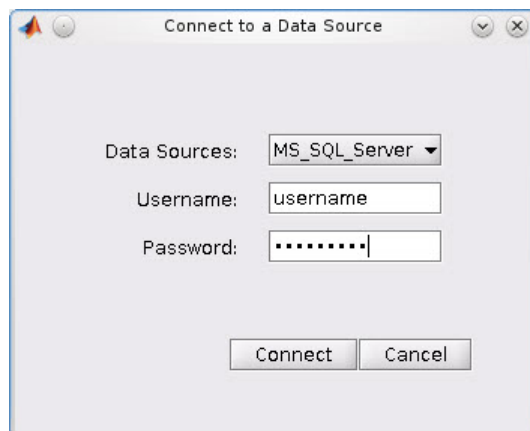 Connect to a Data Source
Data Sources: MS_SQL_Server
Username: username
Password: •••••••••
Connect Cancel